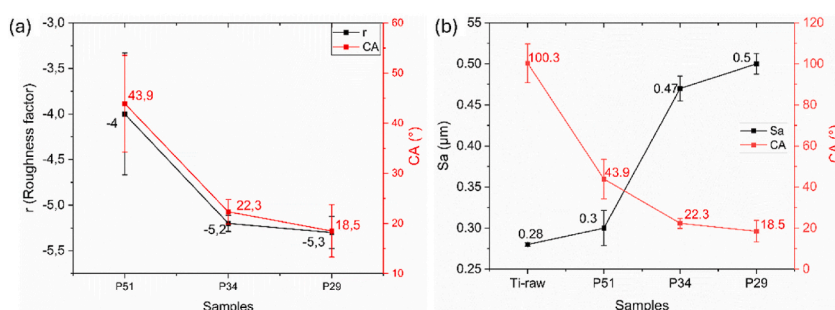 (a)
r (Roughness factor)
-3,0
-3,5
-4,0
-4,5
-5,0
-5,5
60
50
40
30
20
10
CA (°)
r
CA
43,9
-4
22,3
-5,2
18,5
-5,3
P51 P34 P29
Samples
(b)
Sa (µm)
0.55
0.50
0.45
0.40
0.35
0.30
0.25
120
100
80
60
40
20
0
CA (°)
Sa
CA
100.3
0.47
0.5
43.9
0.28
0.3
22.3
18.5
Ti-raw P51 P34 P29
Samples